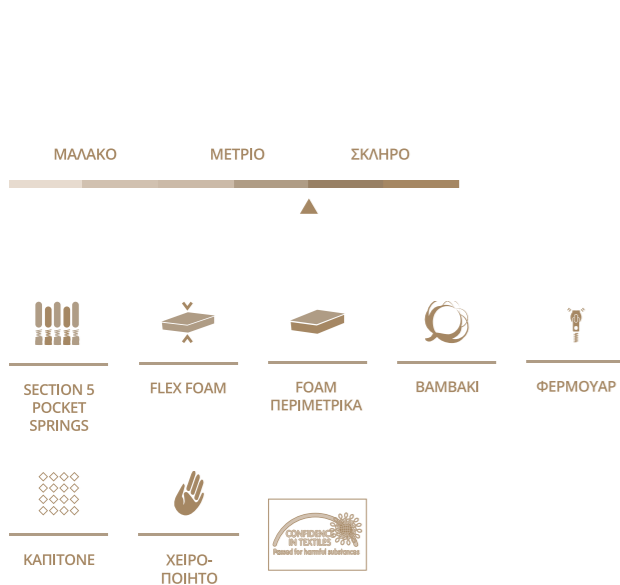 ΜΑΛΑΚΟ ΜΕΤΡΙΟ ΣΚΛΗΡΟ
SECTION 5
POCKET
SPRINGS
FLEX FOAM
FOAM
ΠΕΡΙΜΕΤΡΙΚΑ
ΒΑΜΒΑΚΙ
ΦΕΡΜΟΥΑΡ
ΚΑΠΙΤΟΝΕ
ΧΕΙΡΟ-
ΠΟΙΗΤΟ
CONFIDENCE
IN TEXTILES
Passed for harmful substances